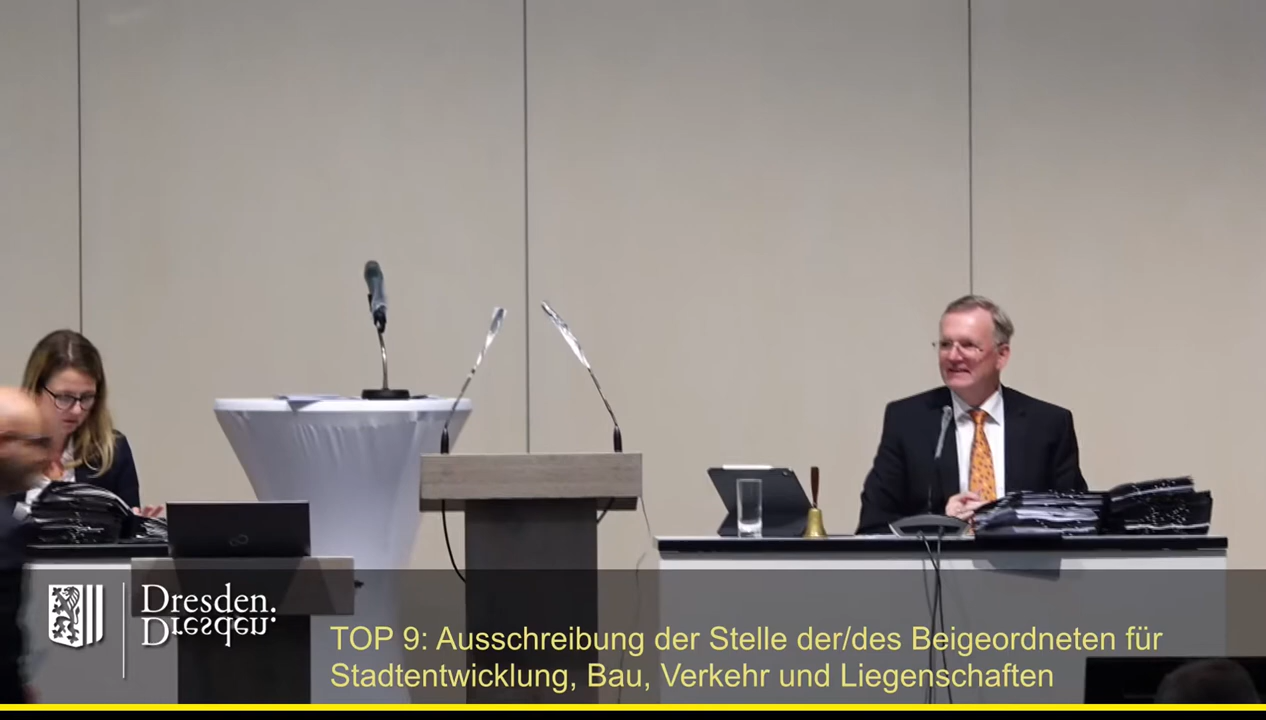 Dresden.
Dresden.
TOP 9: Ausschreibung der Stelle der/des Beigeordneten für
Stadtentwicklung, Bau, Verkehr und Liegenschaften